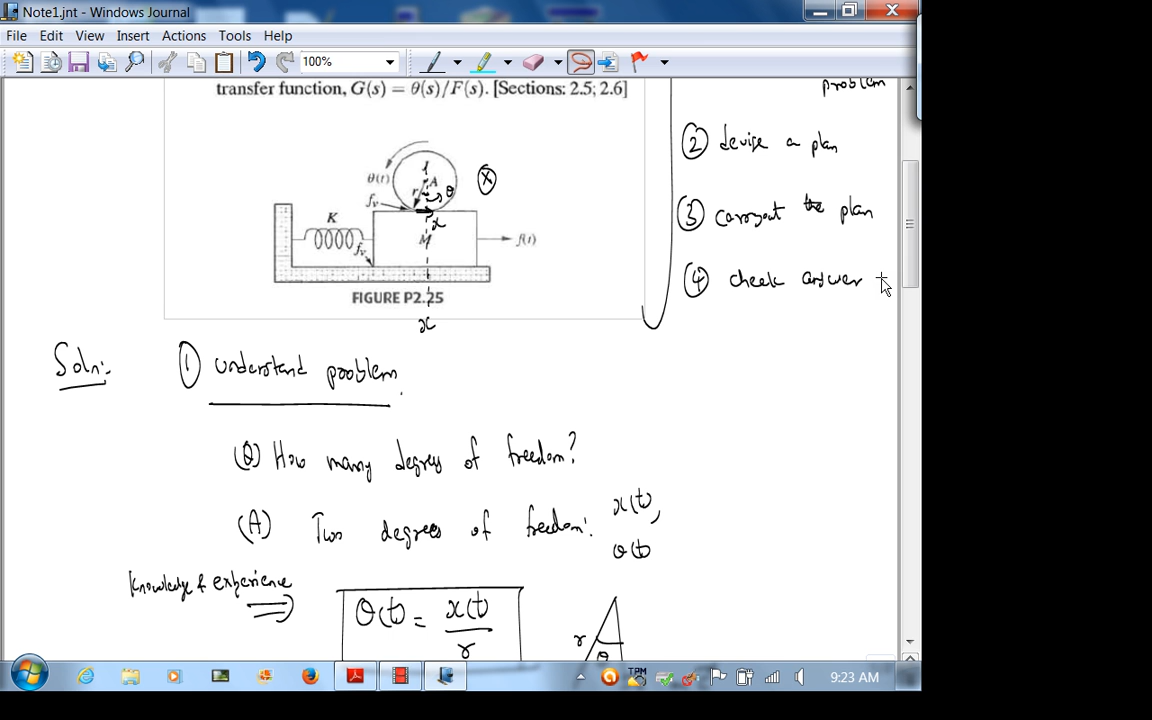 Note1.jnt - Windows Journal
File Edit View Insert Actions Tools Help
100%
transfer function, G(s) = θ(s)/F(s). [Sections: 2.5; 2.6]
problem
② devise a plan
③ carryout the plan
④ check answer
θ(t)
I
A
r
θ
X
fv
x
K
M
fv
f(t)
FIGURE P2.25
x
Soln:
① understand problem.
(Q) How many degrees of freedom?
(A) Two degrees of freedom: x(t),
θ(t)
Knowledge & experience
θ(t) = x(t)
r
r
θ
9:23 AM